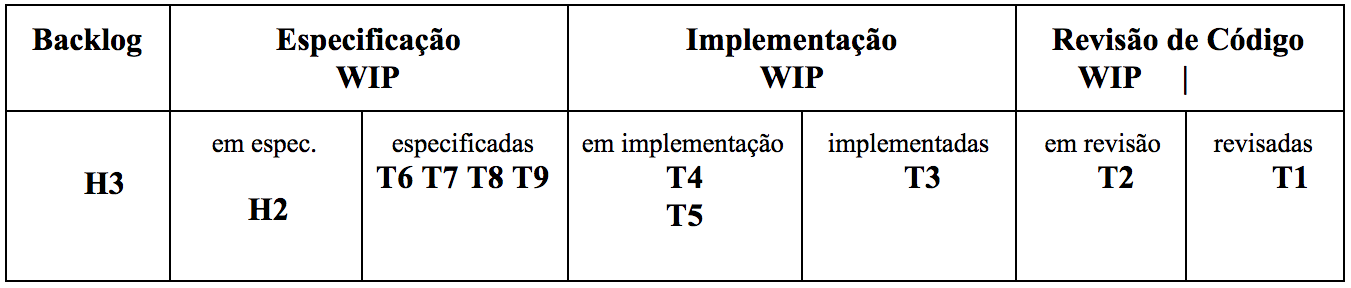 Backlog
Especificação
WIP
Implementação
WIP
Revisão de Código
WIP |
H3
em espec.
H2
especificadas
T6 T7 T8 T9
em implementação
T4
T5
implementadas
T3
em revisão
T2
revisadas
T1